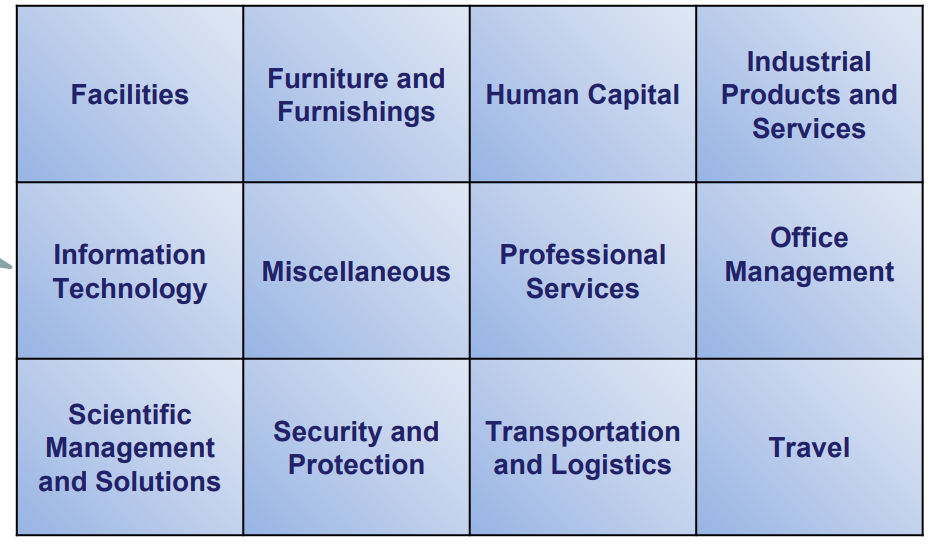 Facilities
Furniture and
Furnishings
Human Capital
Industrial
Products and
Services
Information
Technology
Miscellaneous
Professional
Services
Office
Management
Scientific
Management
and Solutions
Security and
Protection
Transportation
and Logistics
Travel